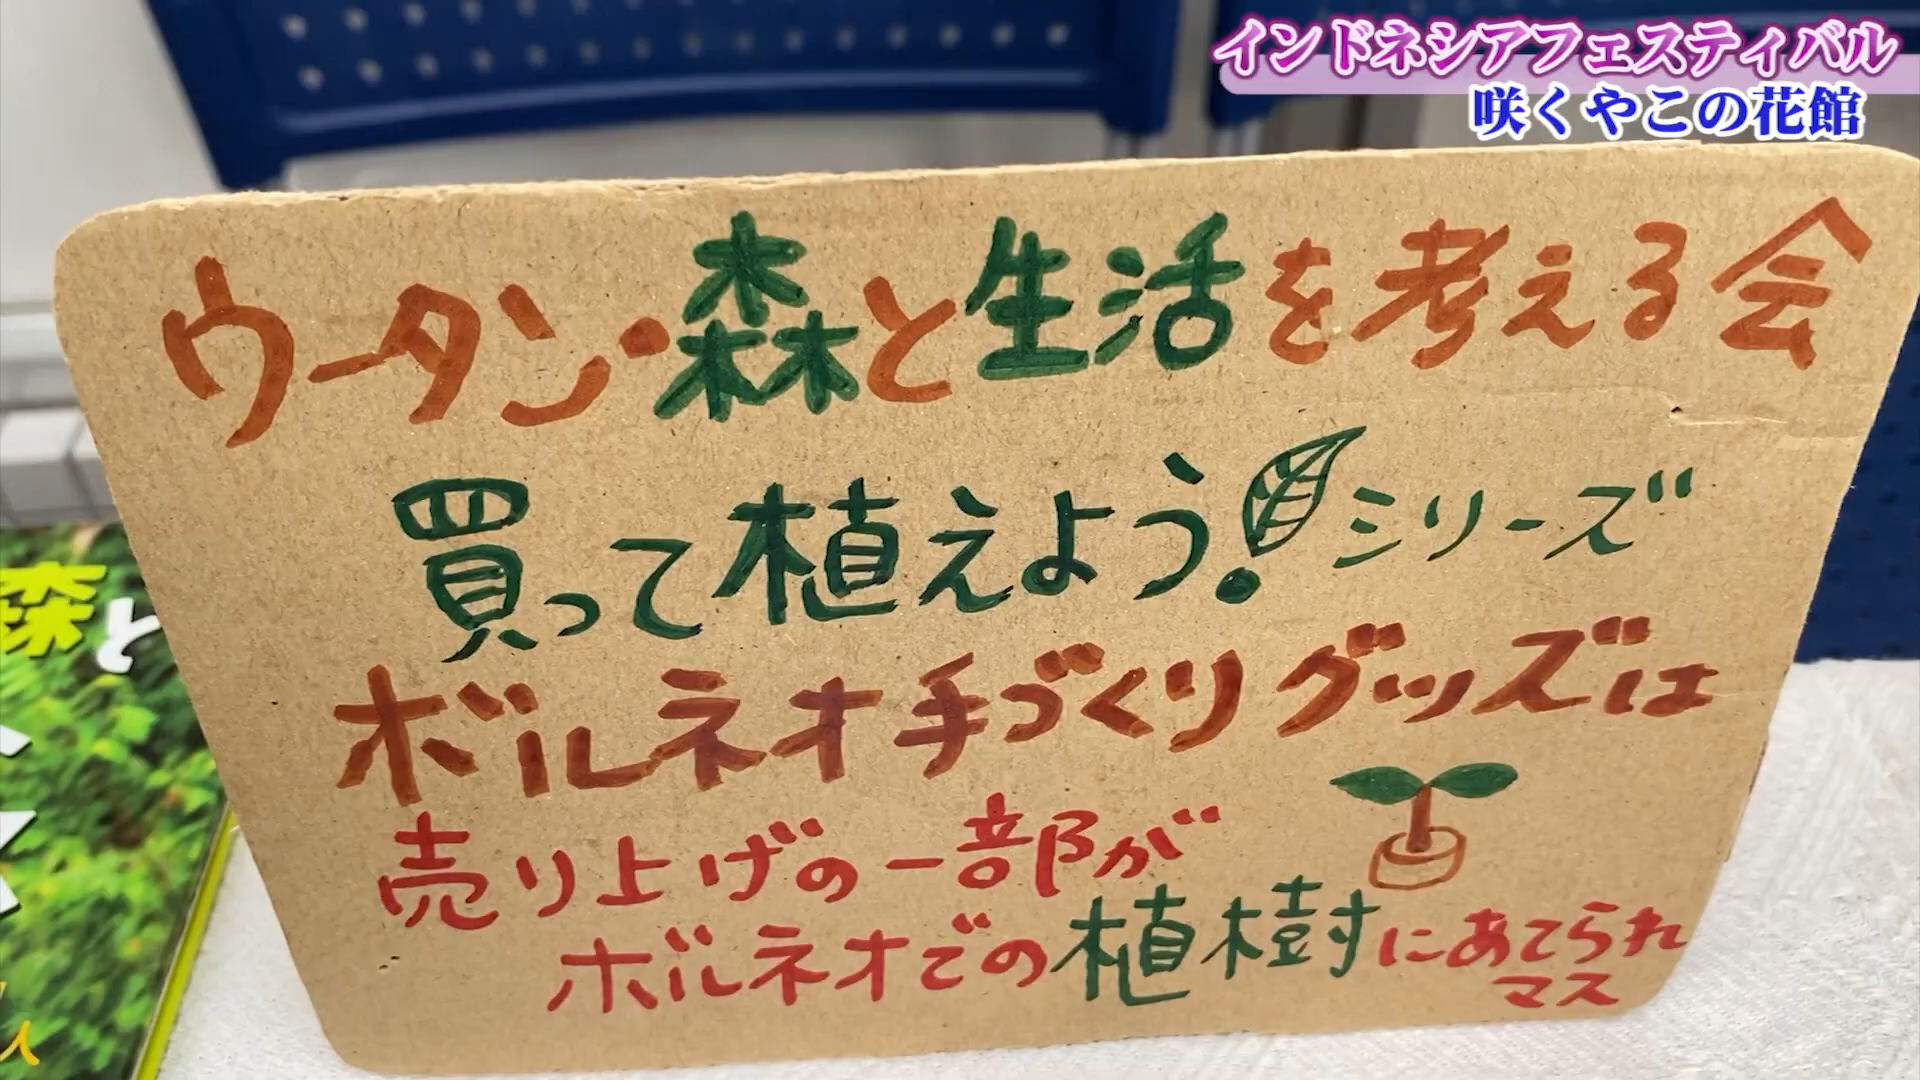 インドネシアフェスティバル
咲くやこの花館
ウータン・森と生活を考える会
買って植えよう!シリーズ
ボルネオ手づくりグッズは
売り上げの一部が
ボルネオでの植樹にあてられ
マス
森と
人